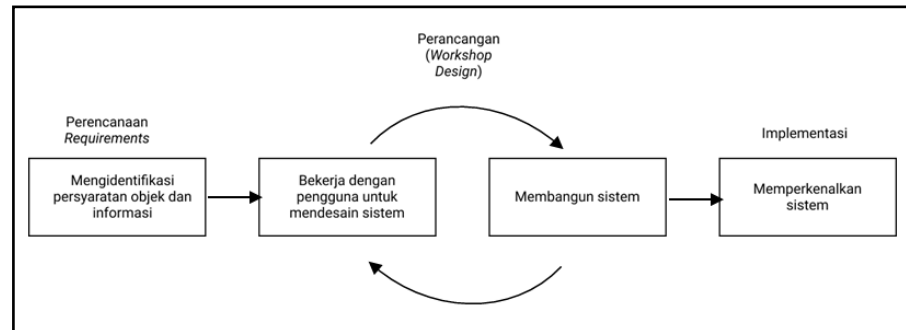 Perancangan
(Workshop
Design)
Perencanaan
Requirements
Implementasi
Mengidentifikasi
persyaratan objek dan
informasi
Bekerja dengan
pengguna untuk
mendesain sistem
Membangun sistem
Memperkenalkan
sistem